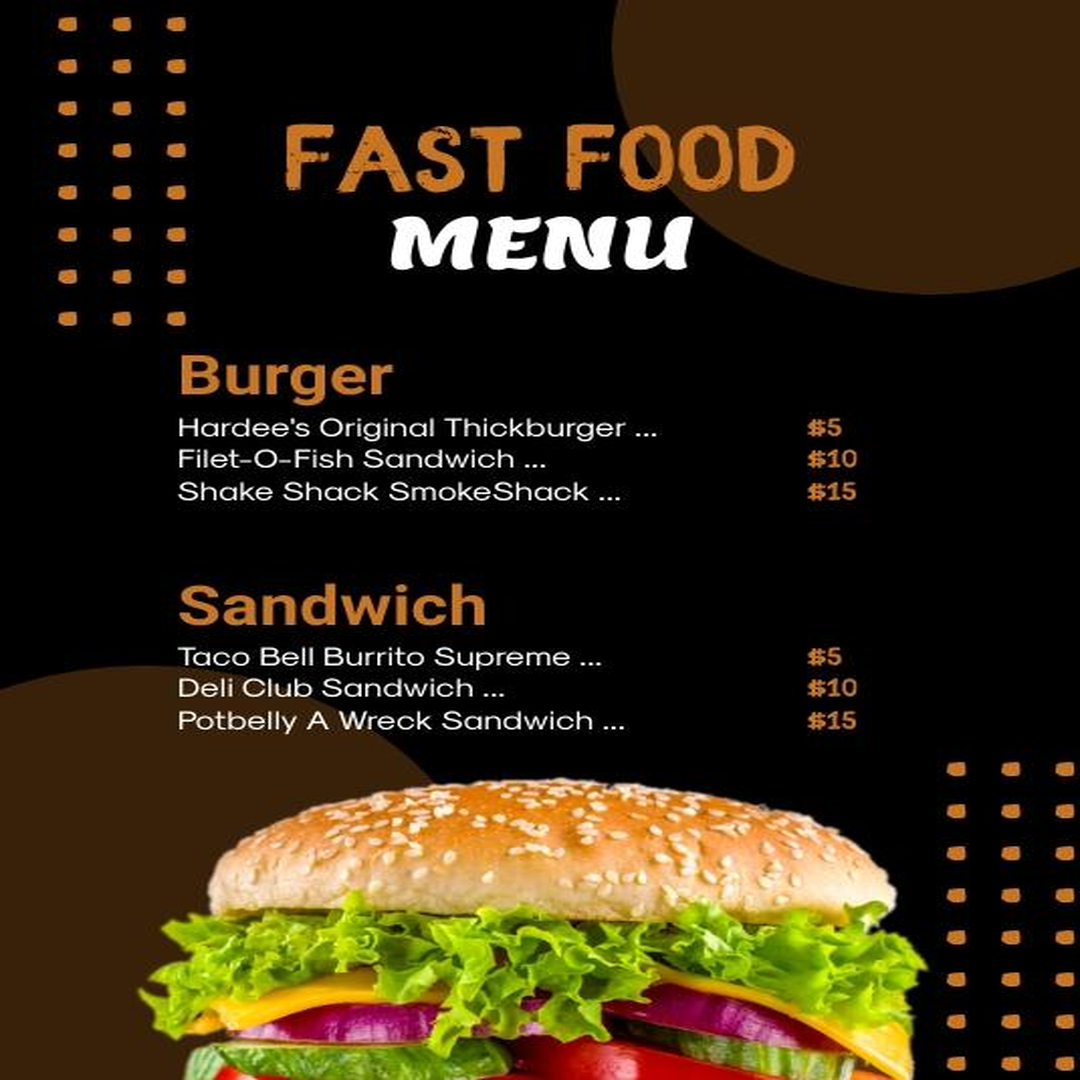 FAST FOOD
MENU
Burger
Hardee's Original Thickburger ... $5
Filet-O-Fish Sandwich ... $10
Shake Shack SmokeShack ... $15
Sandwich
Taco Bell Burrito Supreme ... $5
Deli Club Sandwich ... $10
Potbelly A Wreck Sandwich ... $15